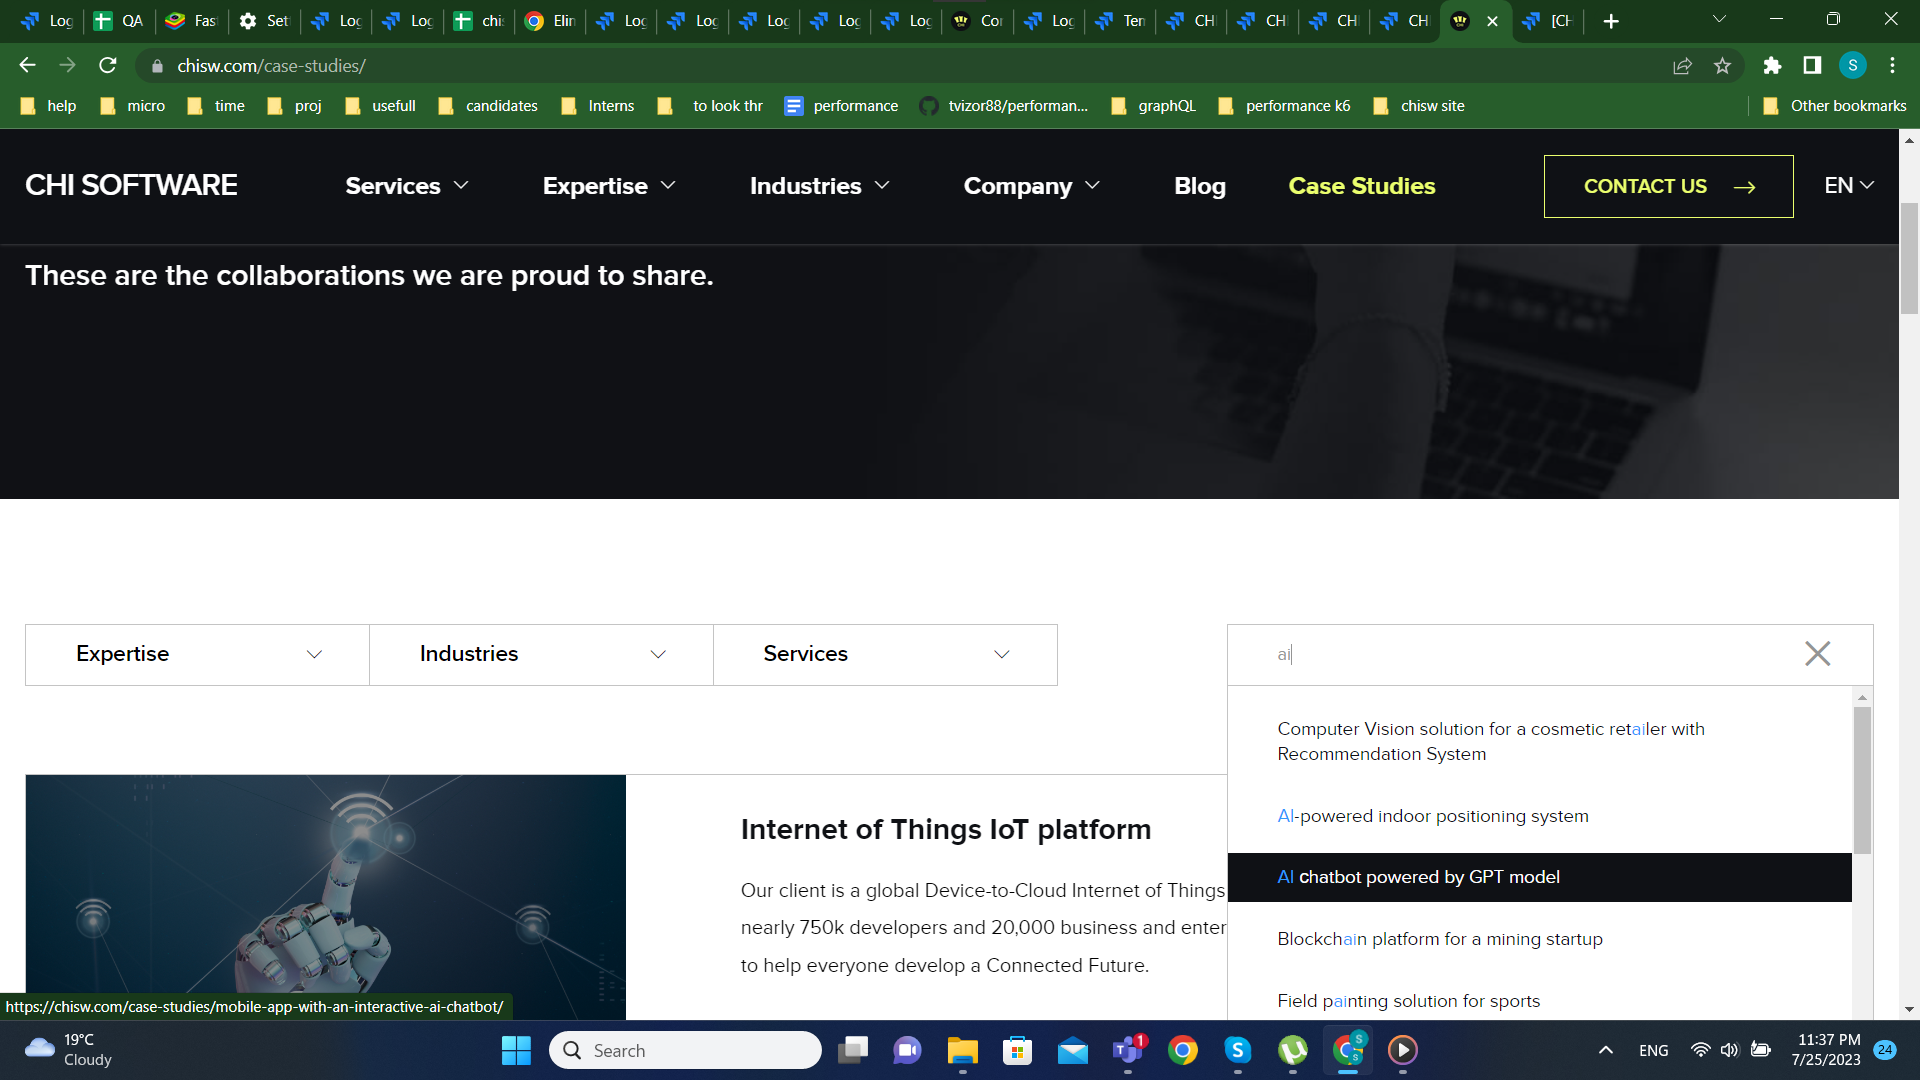 Log
QA
Fas
Set
Log
Log
chis
Elin
Log
Log
Log
Log
Log
Cor
Log
Ten
CH
CH
CH
CH
[CH
chisw.com/case-studies/
S
help
micro
time
proj
usefull
candidates
Interns
to look thr
performance
tvizor88/performan...
graphQL
performance k6
chisw site
Other bookmarks
CHI SOFTWARE
Services
Expertise
Industries
Company
Blog
Case Studies
CONTACT US
EN
These are the collaborations we are proud to share.
Expertise
Industries
Services
ai
Computer Vision solution for a cosmetic retailer with
Recommendation System
AI-powered indoor positioning system
AI chatbot powered by GPT model
Blockchain platform for a mining startup
Field painting solution for sports
Internet of Things IoT platform
Our client is a global Device-to-Cloud Internet of Things
nearly 750k developers and 20,000 business and enter
to help everyone develop a Connected Future.
https://chisw.com/case-studies/mobile-app-with-an-interactive-ai-chatbot/
19°C
Cloudy
Search
1
S
S
ENG
11:37 PM
7/25/2023
24